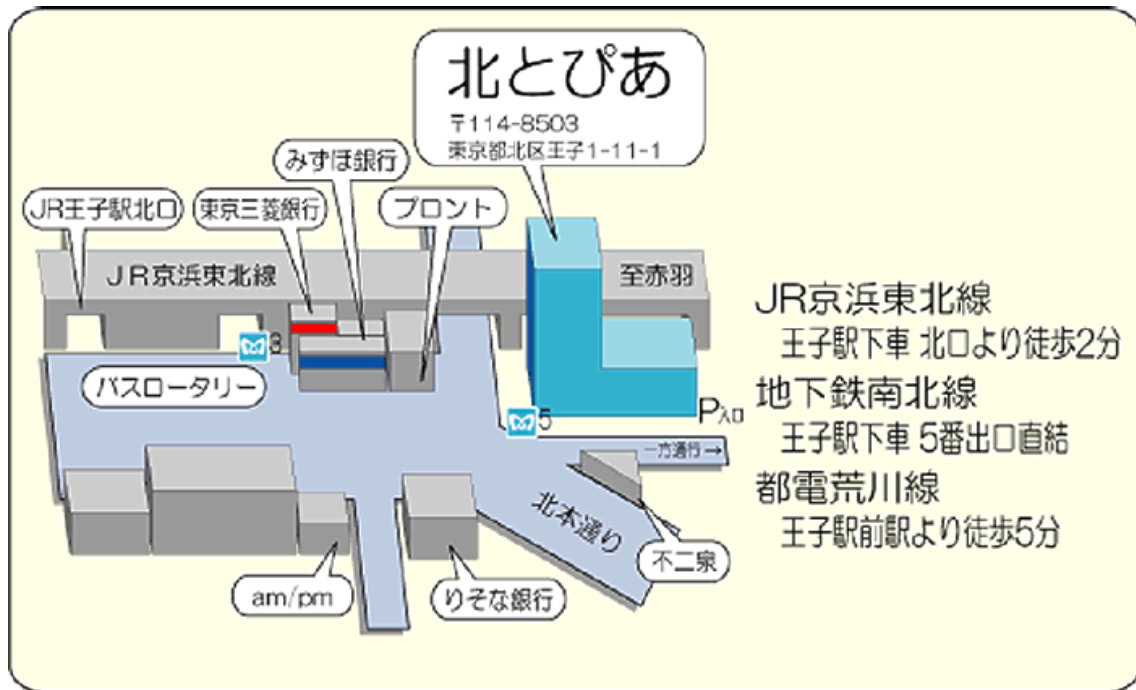 北とぴあ
〒114-8503
東京都北区王子1-11-1
みずほ銀行
JR王子駅北口
東京三菱銀行
プロント
JR京浜東北線
至赤羽
3
バスロータリー
5
P入口
一方通行→
北本通り
不二泉
am/pm
りそな銀行
JR京浜東北線
王子駅下車 北口より徒歩2分
地下鉄南北線
王子駅下車 5番出口直結
都電荒川線
王子駅前駅より徒歩5分